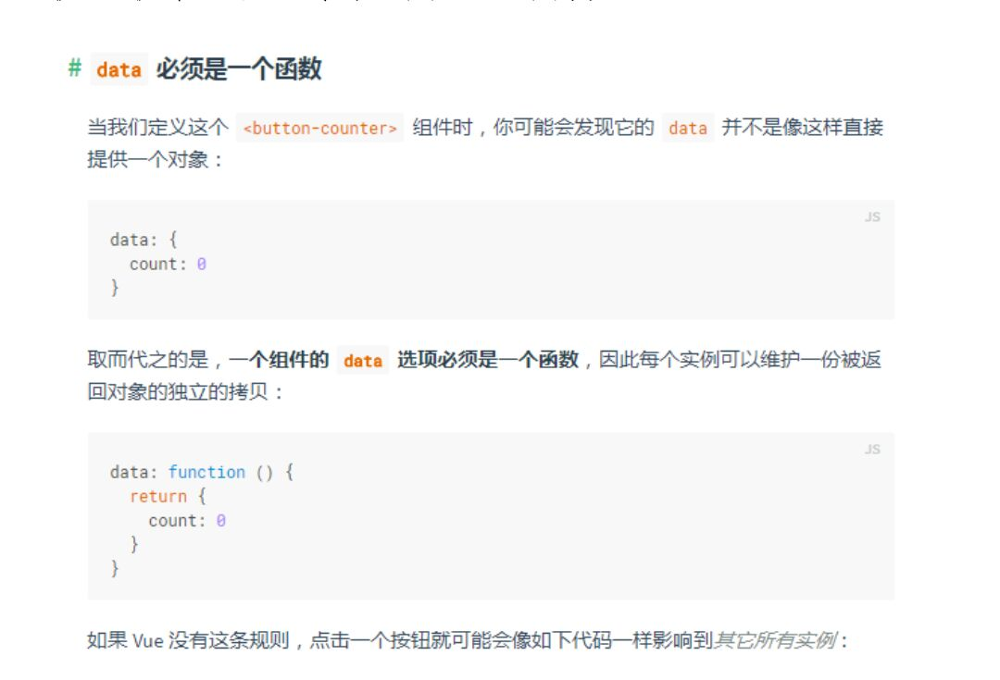 # data 必须是一个函数
当我们定义这个 <button-counter> 组件时，你可能会发现它的 data 并不是像这样直接
提供一个对象：
JS
data: {
  count: 0
}
取而代之的是，一个组件的 data 选项必须是一个函数，因此每个实例可以维护一份被返
回对象的独立的拷贝：
JS
data: function () {
  return {
    count: 0
  }
}
如果 Vue 没有这条规则，点击一个按钮就可能会像如下代码一样影响到其它所有实例：